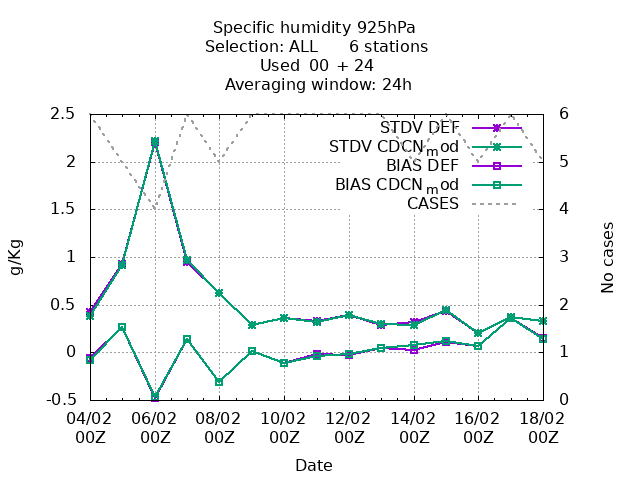 Specific humidity 925hPa
Selection: ALL 6 stations
Used 00 + 24
Averaging window: 24h
STDV DEF
STDV CDCNmod
BIAS DEF
BIAS CDCNmod
CASES
2.5
2
1.5
1
0.5
0
-0.5
g/Kg
6
5
4
3
2
1
0
No cases
04/02 06/02 08/02 10/02 12/02 14/02 16/02 18/02
00Z 00Z 00Z 00Z 00Z 00Z 00Z 00Z
Date